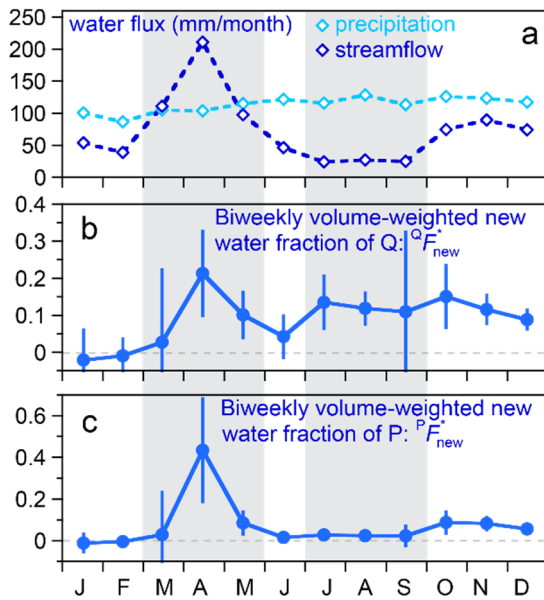 water flux (mm/month)
precipitation
streamflow
a
250
200
150
100
50
0
b
Biweekly volume-weighted new
water fraction of Q: ᵠF*new
0.4
0.3
0.2
0.1
0
c
Biweekly volume-weighted new
water fraction of P: ᴾF*new
0.6
0.4
0.2
0
J F M A M J J A S O N D